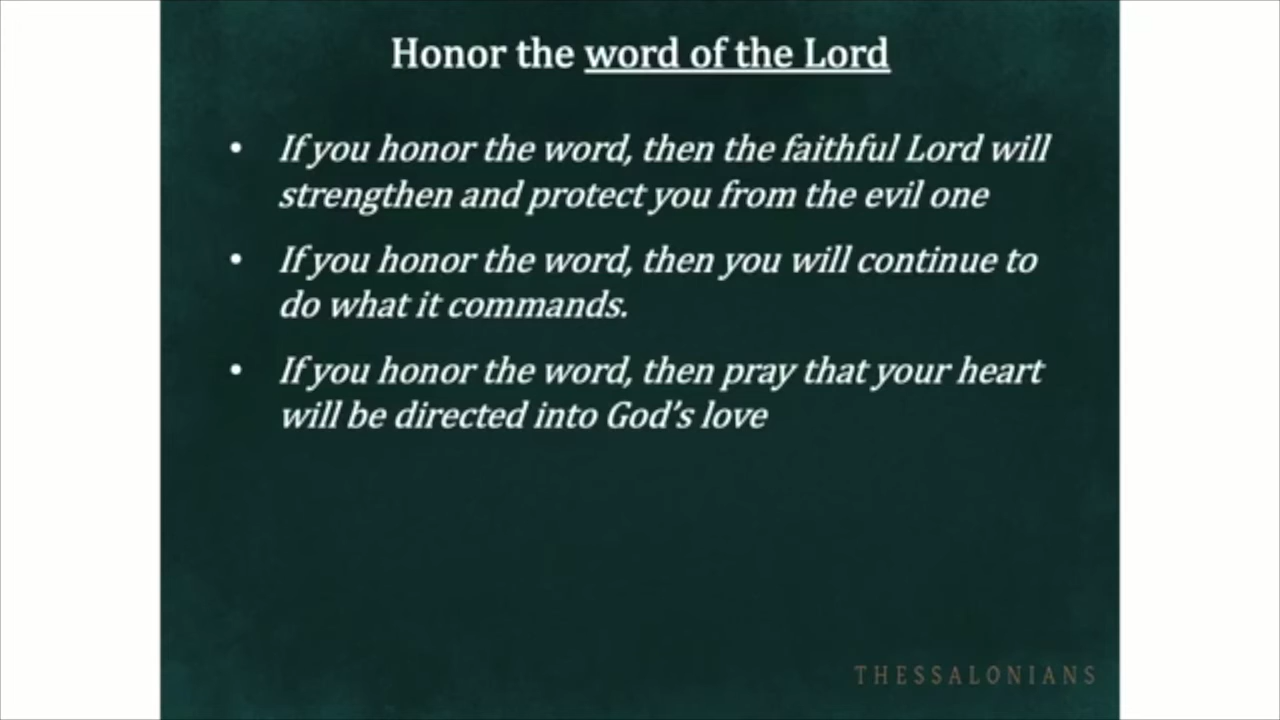 Honor the word of the Lord
• If you honor the word, then the faithful Lord will
strengthen and protect you from the evil one
• If you honor the word, then you will continue to
do what it commands.
• If you honor the word, then pray that your heart
will be directed into God’s love
THESSALONIANS